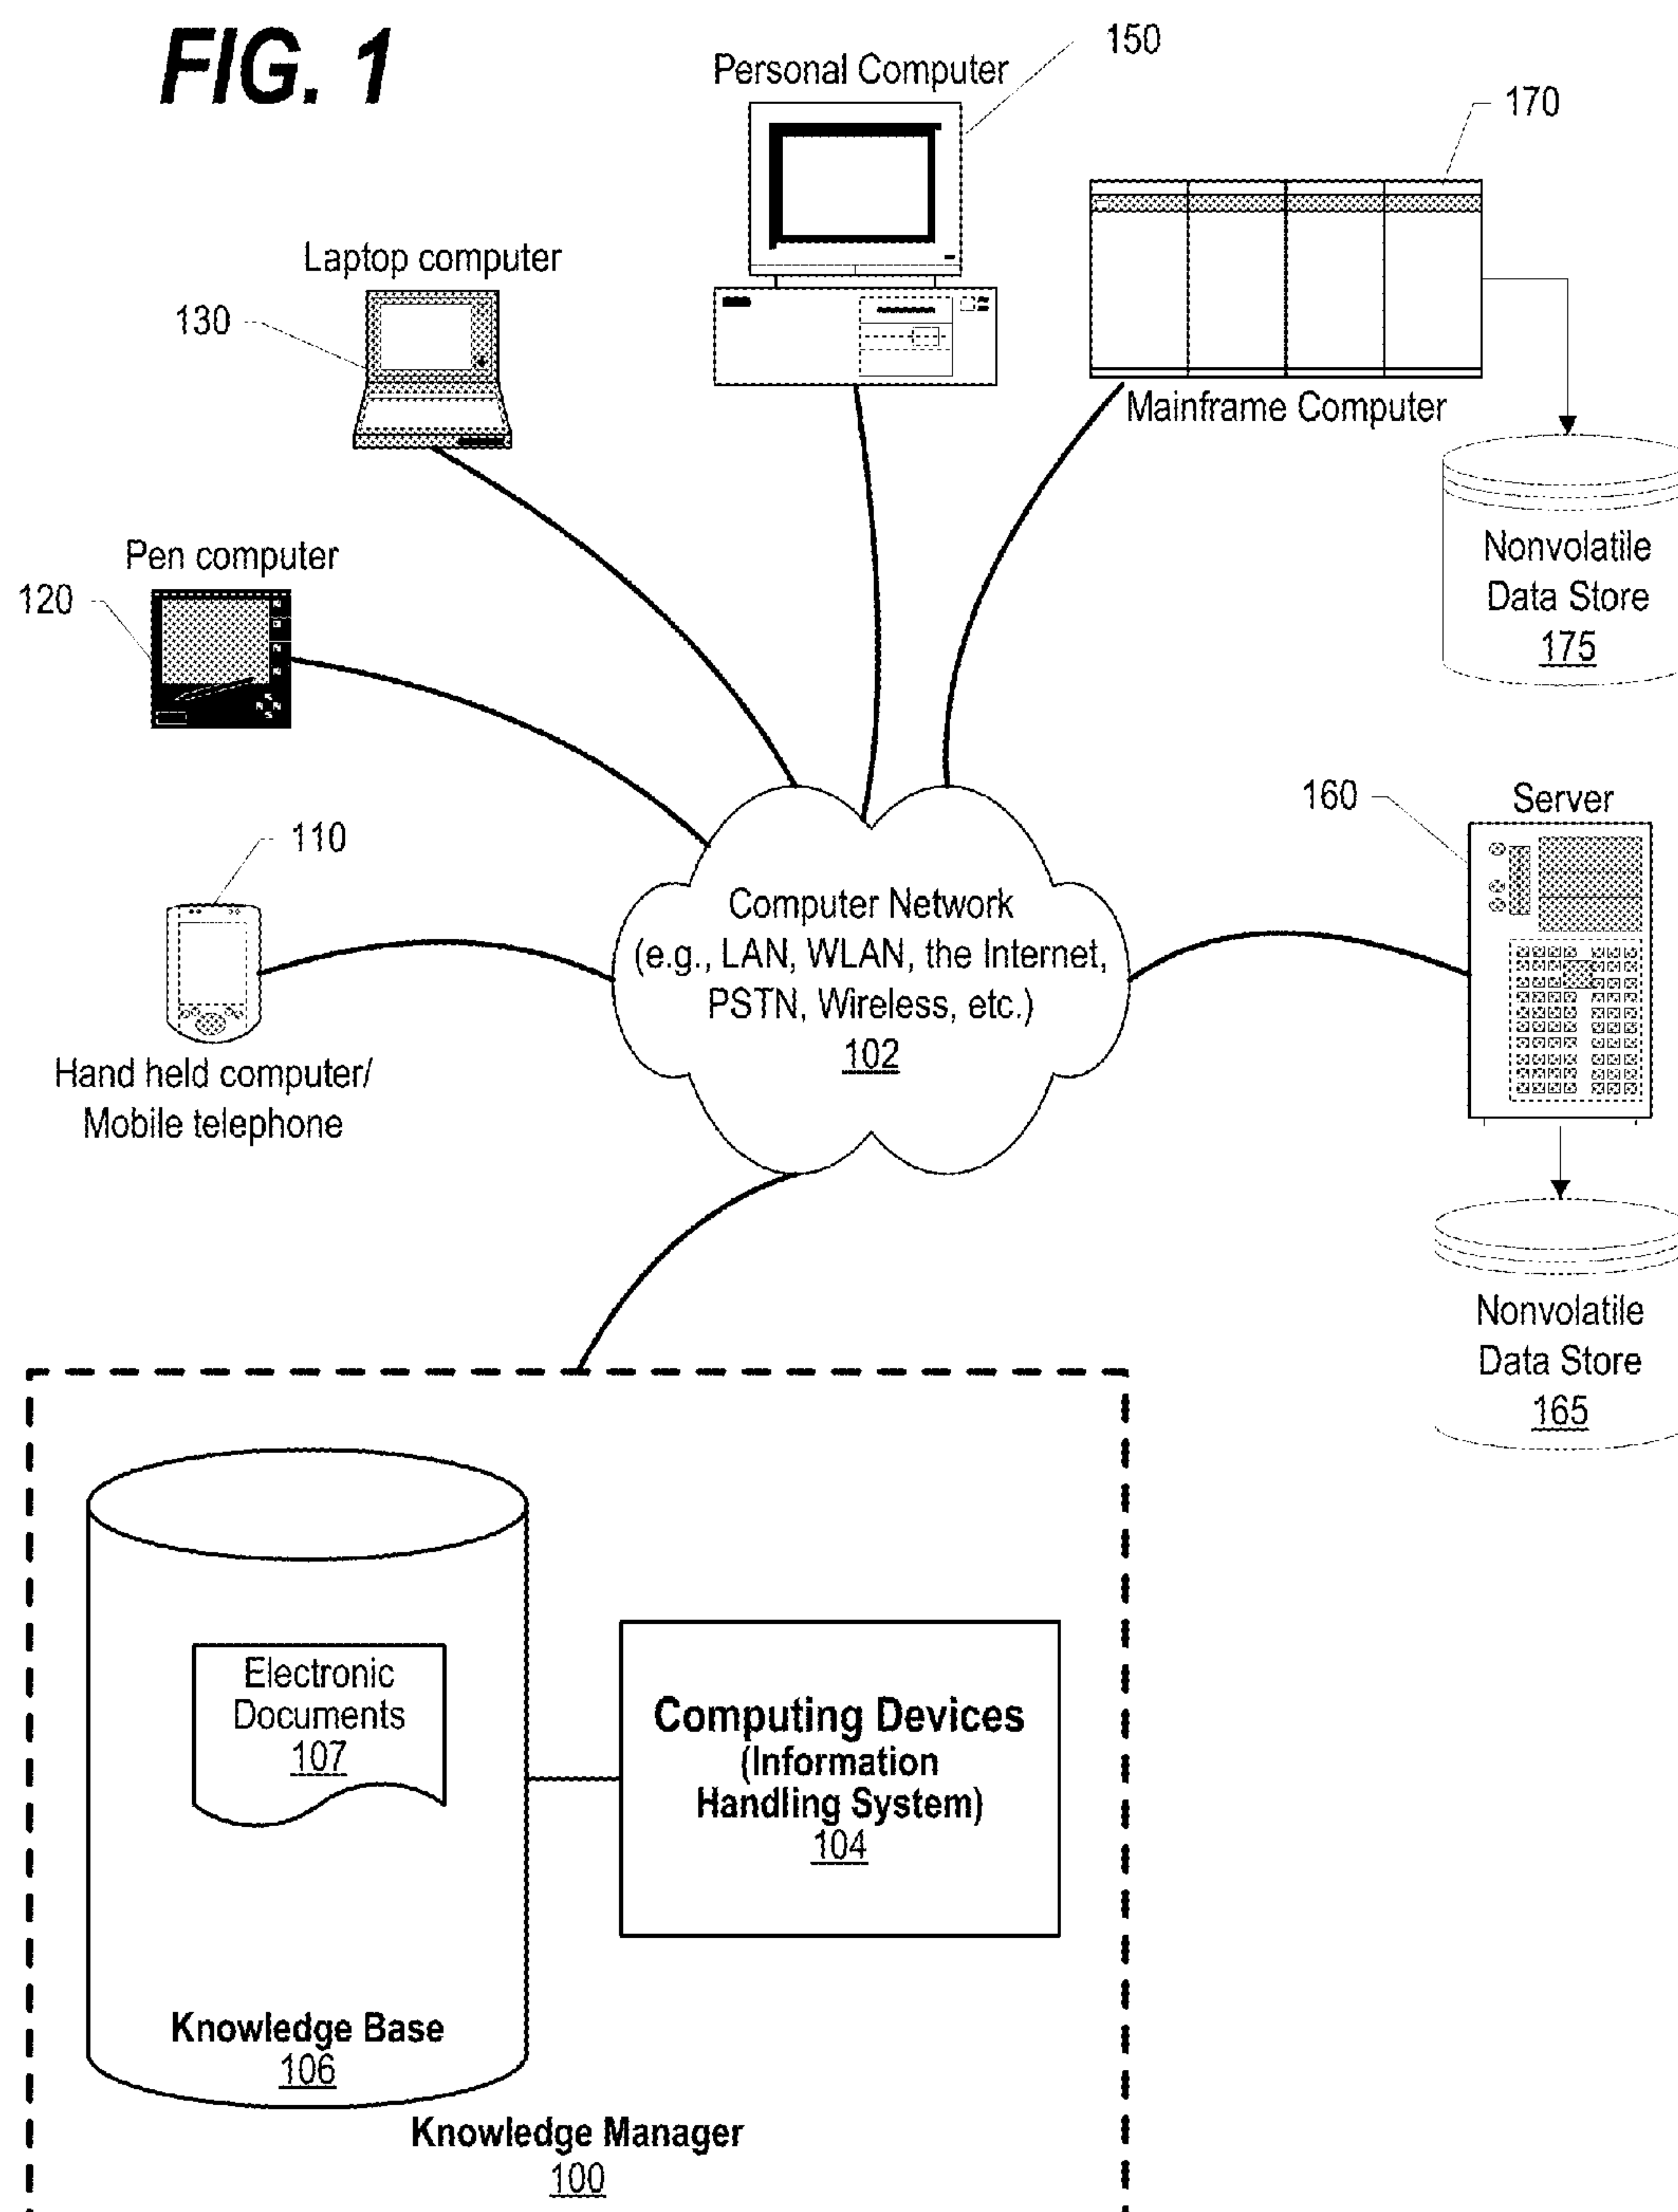 FIG. 1
Personal Computer
150
170
Laptop computer
130
Mainframe Computer
Nonvolatile
Data Store
175
Pen computer
120
160
Server
110
Hand held computer/
Mobile telephone
Computer Network
(e.g., LAN, WLAN, the Internet,
PSTN, Wireless, etc.)
102
Nonvolatile
Data Store
165
Electronic
Documents
107
Computing Devices
(Information
Handling System)
104
Knowledge Base
106
Knowledge Manager
100